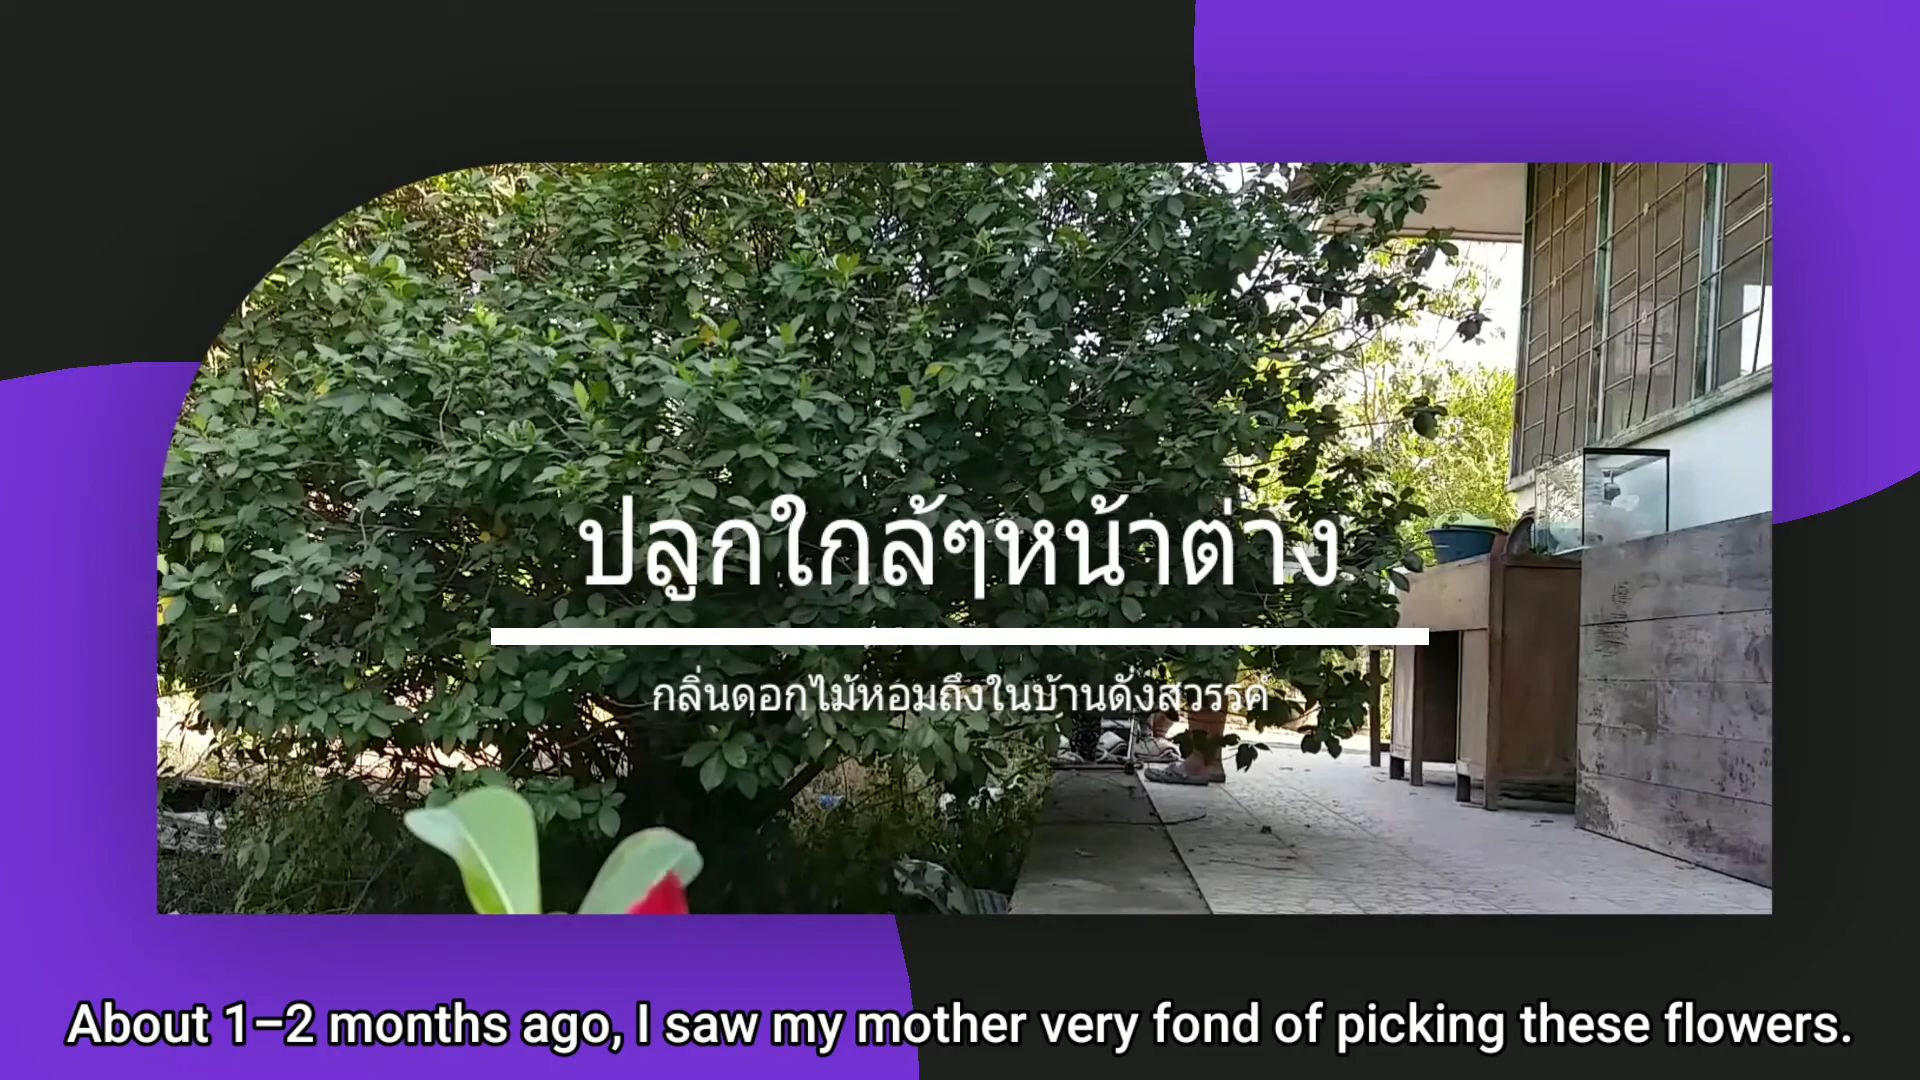 ปลูกใกล้ๆหน้าต่าง
กลิ่นดอกไม้หอมถึงในบ้านดั่งสวรรค์
About 1–2 months ago, I saw my mother very fond of picking these flowers.